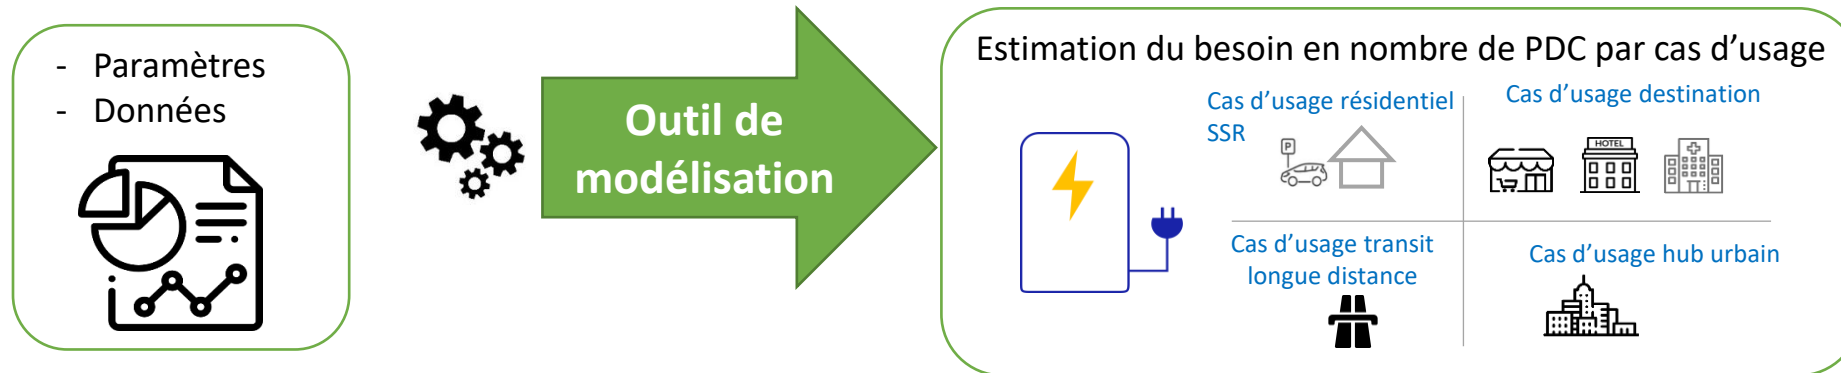 - Paramètres
- Données
Outil de
modélisation
Estimation du besoin en nombre de PDC par cas d’usage
Cas d’usage résidentiel
SSR
P
Cas d’usage destination
HOTEL
Cas d’usage transit
longue distance
Cas d’usage hub urbain